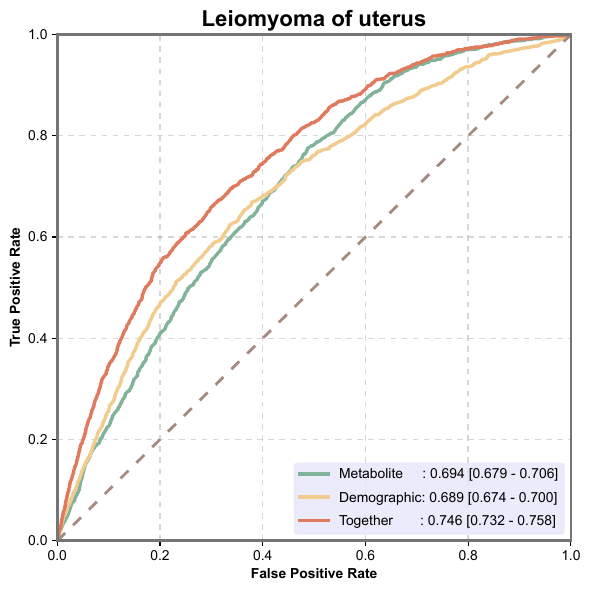 Leiomyoma of uterus
True Positive Rate
1.0
0.8
0.6
0.4
0.2
0.0
Metabolite : 0.694 [0.679 - 0.706]
Demographic: 0.689 [0.674 - 0.700]
Together : 0.746 [0.732 - 0.758]
0.0 0.2 0.4 0.6 0.8 1.0
False Positive Rate